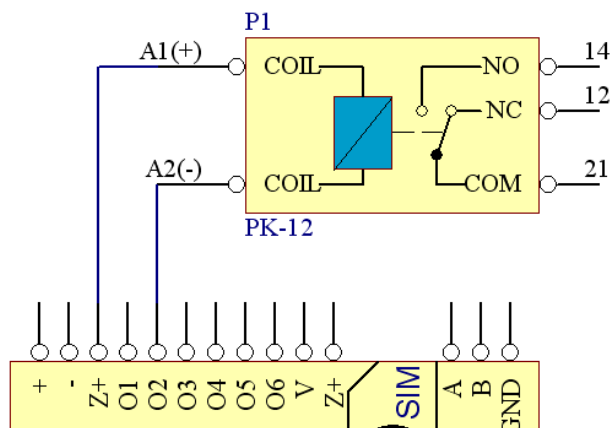 P1
A1(+) COIL NO 14
NC 12
A2(-) COIL COM 21
PK-12
+ - Z+ O1 O2 O3 O4 O5 O6 V Z+ SIM A B GND